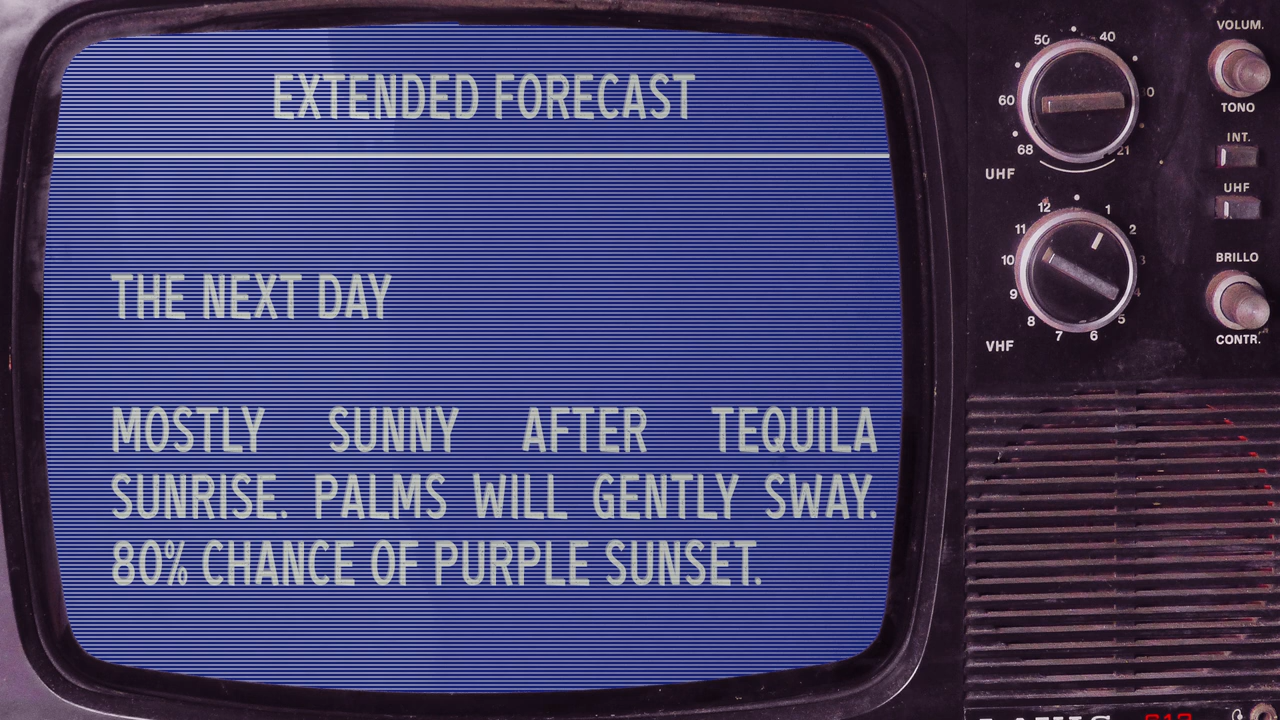 EXTENDED FORECAST
THE NEXT DAY
MOSTLY SUNNY AFTER TEQUILA
SUNRISE. PALMS WILL GENTLY SWAY.
80% CHANCE OF PURPLE SUNSET.
VOLUM.
50 40
60
68 21
UHF
TONO
INT.
UHF
12 1
11 2
10 3
9 4
8 5
7 6
VHF
BRILLO
CONTR.